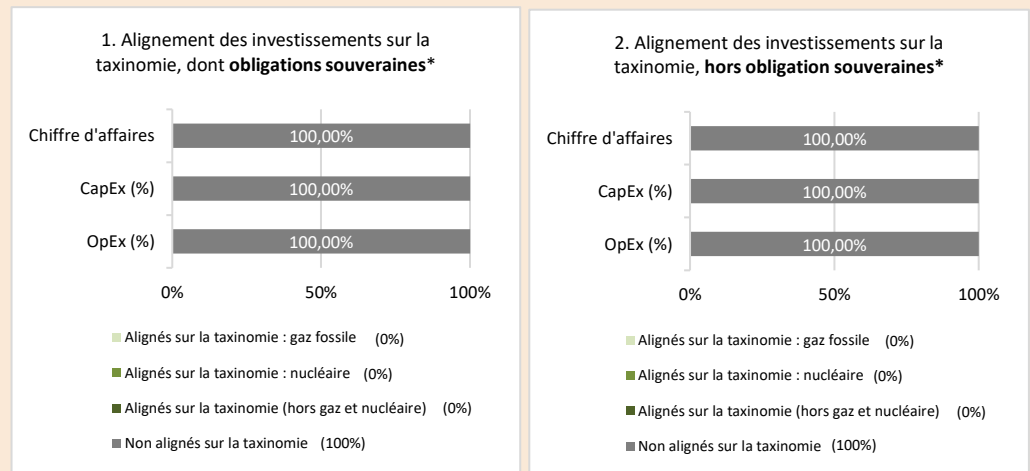 1. Alignement des investissements sur la
taxinomie, dont obligations souveraines*
Chiffre d'affaires
100,00%
CapEx (%)
100,00%
OpEx (%)
100,00%
0%
50%
100%
Alignés sur la taxinomie : gaz fossile (0%)
Alignés sur la taxinomie : nucléaire (0%)
Alignés sur la taxinomie (hors gaz et nucléaire) (0%)
Non alignés sur la taxinomie (100%)
2. Alignement des investissements sur la
taxinomie, hors obligation souveraines*
Chiffre d'affaires
100,00%
CapEx (%)
100,00%
OpEx (%)
100,00%
0%
50%
100%
Alignés sur la taxinomie : gaz fossile (0%)
Alignés sur la taxinomie : nucléaire (0%)
Alignés sur la taxinomie (hors gaz et nucléaire) (0%)
Non alignés sur la taxinomie (100%)